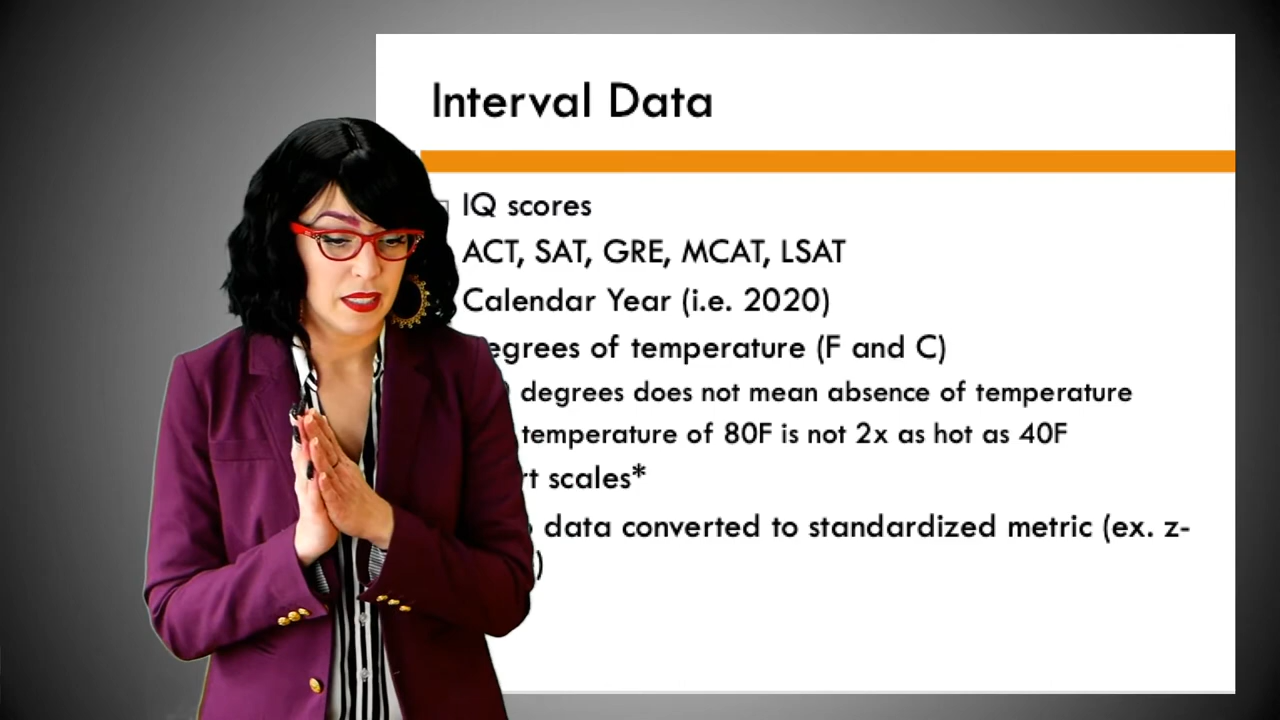 Interval Data
IQ scores
ACT, SAT, GRE, MCAT, LSAT
Calendar Year (i.e. 2020)
of temperature (F and C)
degrees does not mean absence of temperature
temperature of 80F is not 2x as hot as 40F
scales*
data converted to standardized metric (ex. z-